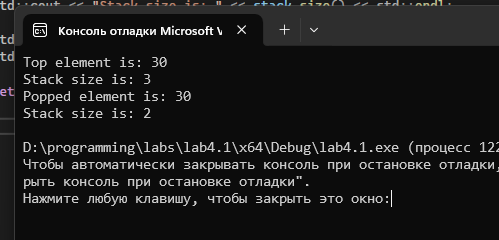 td::cout << "Stack size is: " << stack.size() << std::endl;
Консоль отладки Microsoft V
Top element is: 30
Stack size is: 3
Popped element is: 30
Stack size is: 2
D:\programming\labs\lab4.1\x64\Debug\lab4.1.exe (процесс 122
Чтобы автоматически закрывать консоль при остановке отладки,
рыть консоль при остановке отладки".
Нажмите любую клавишу, чтобы закрыть это окно: